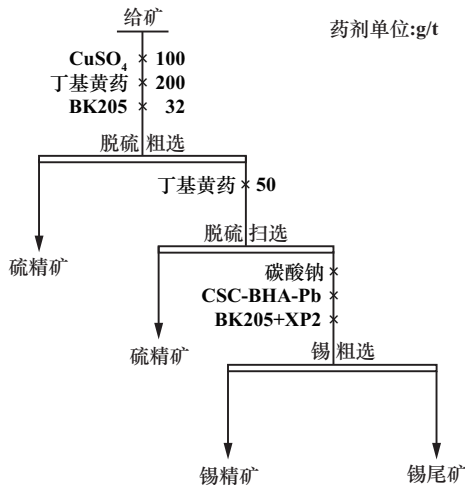 给矿
药剂单位:g/t
CuSO₄ 100
丁基黄药 200
BK205 32
脱硫 粗选
丁基黄药 50
脱硫 扫选
硫精矿
碳酸钠
CSC-BHA-Pb
BK205+XP2
硫精矿
锡 粗选
锡精矿
锡尾矿